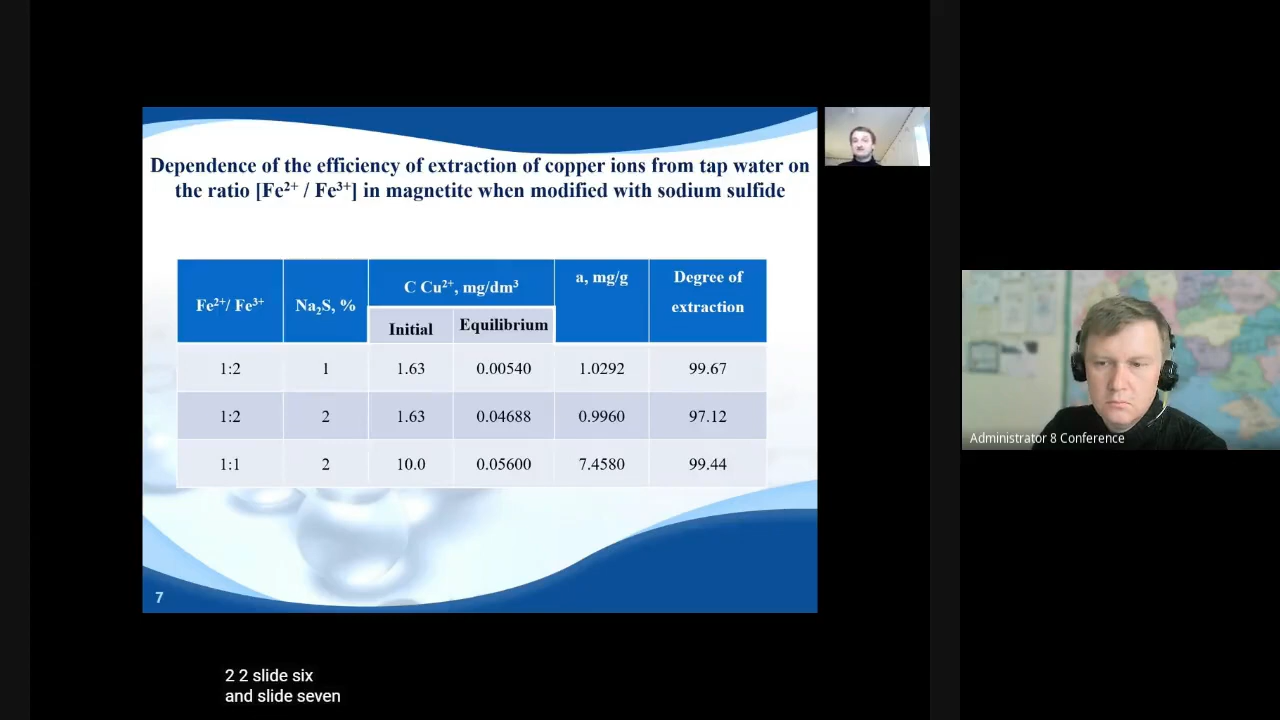 Dependence of the efficiency of extraction of copper ions from tap water on
the ratio [Fe²⁺ / Fe³⁺] in magnetite when modified with sodium sulfide
Fe²⁺/ Fe³⁺ Na₂S, % C Cu²⁺, mg/dm³ a, mg/g Degree of
extraction
Initial Equilibrium
1:2 1 1.63 0.00540 1.0292 99.67
1:2 2 1.63 0.04688 0.9960 97.12
1:1 2 10.0 0.05600 7.4580 99.44
7
Administrator 8 Conference
2 2 slide six
and slide seven